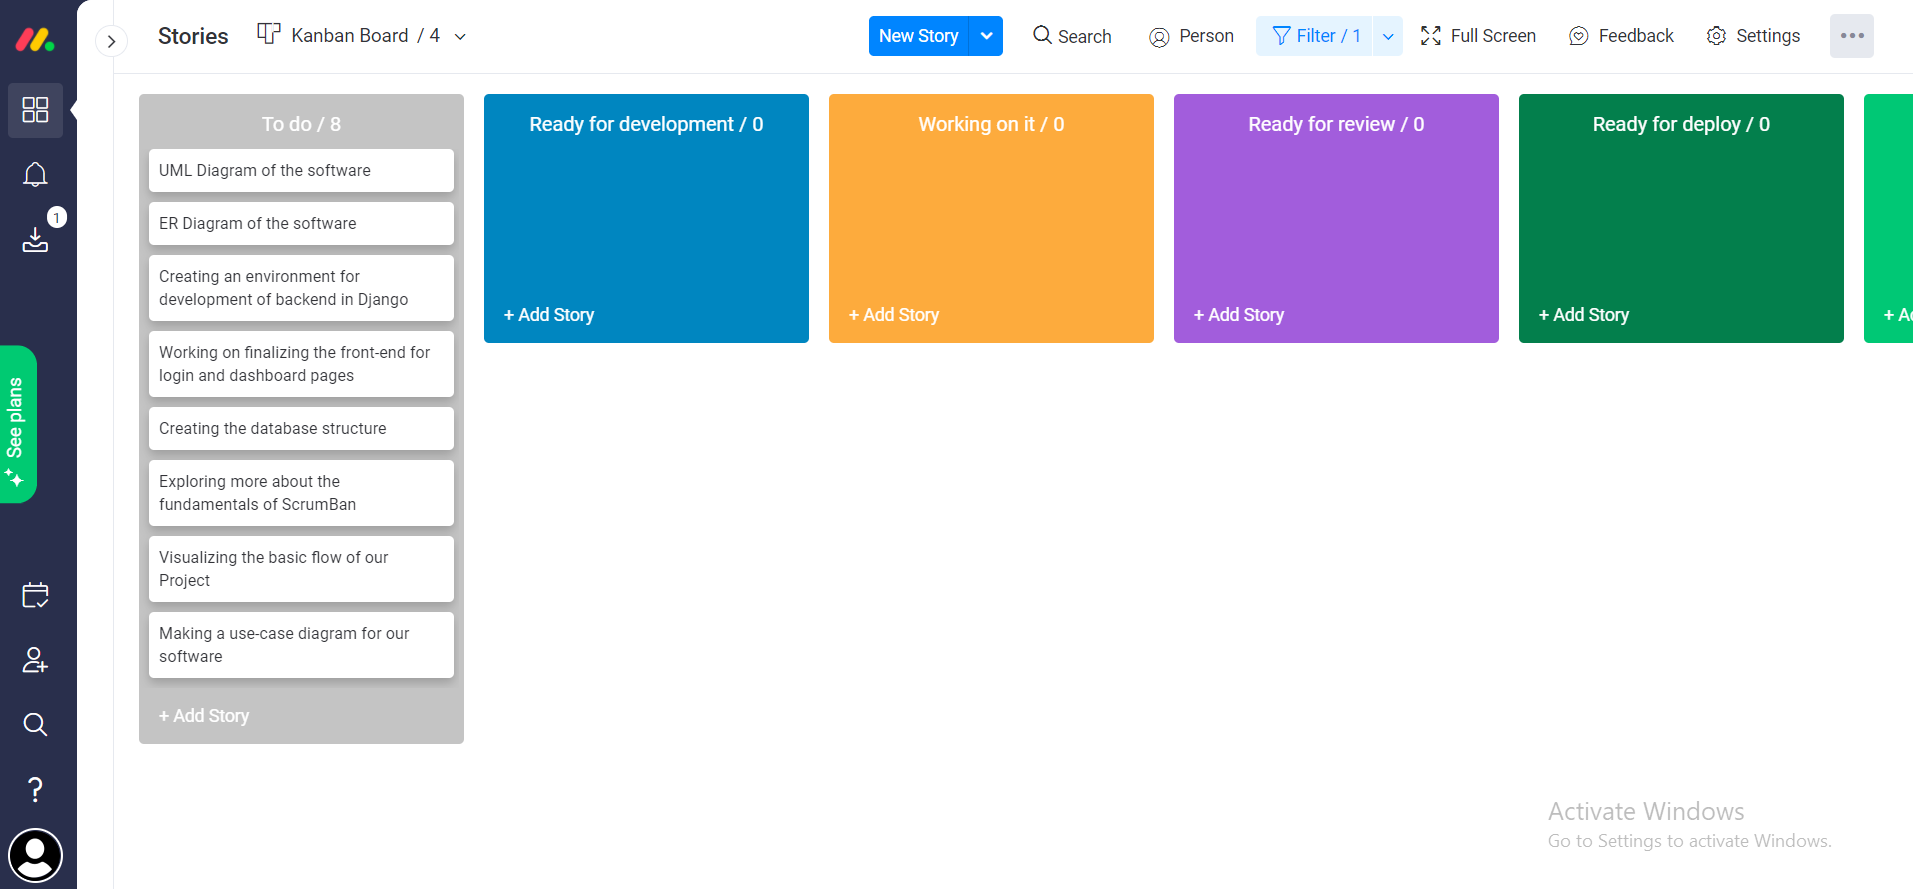 Stories
Kanban Board / 4
New Story
Search
Person
Filter / 1
Full Screen
Feedback
Settings
1
See plans
To do / 8
UML Diagram of the software
ER Diagram of the software
Creating an environment for
development of backend in Django
Working on finalizing the front-end for
login and dashboard pages
Creating the database structure
Exploring more about the
fundamentals of ScrumBan
Visualizing the basic flow of our
Project
Making a use-case diagram for our
software
+ Add Story
Ready for development / 0
+ Add Story
Working on it / 0
+ Add Story
Ready for review / 0
+ Add Story
Ready for deploy / 0
+ Add Story
Activate Windows
Go to Settings to activate Windows.